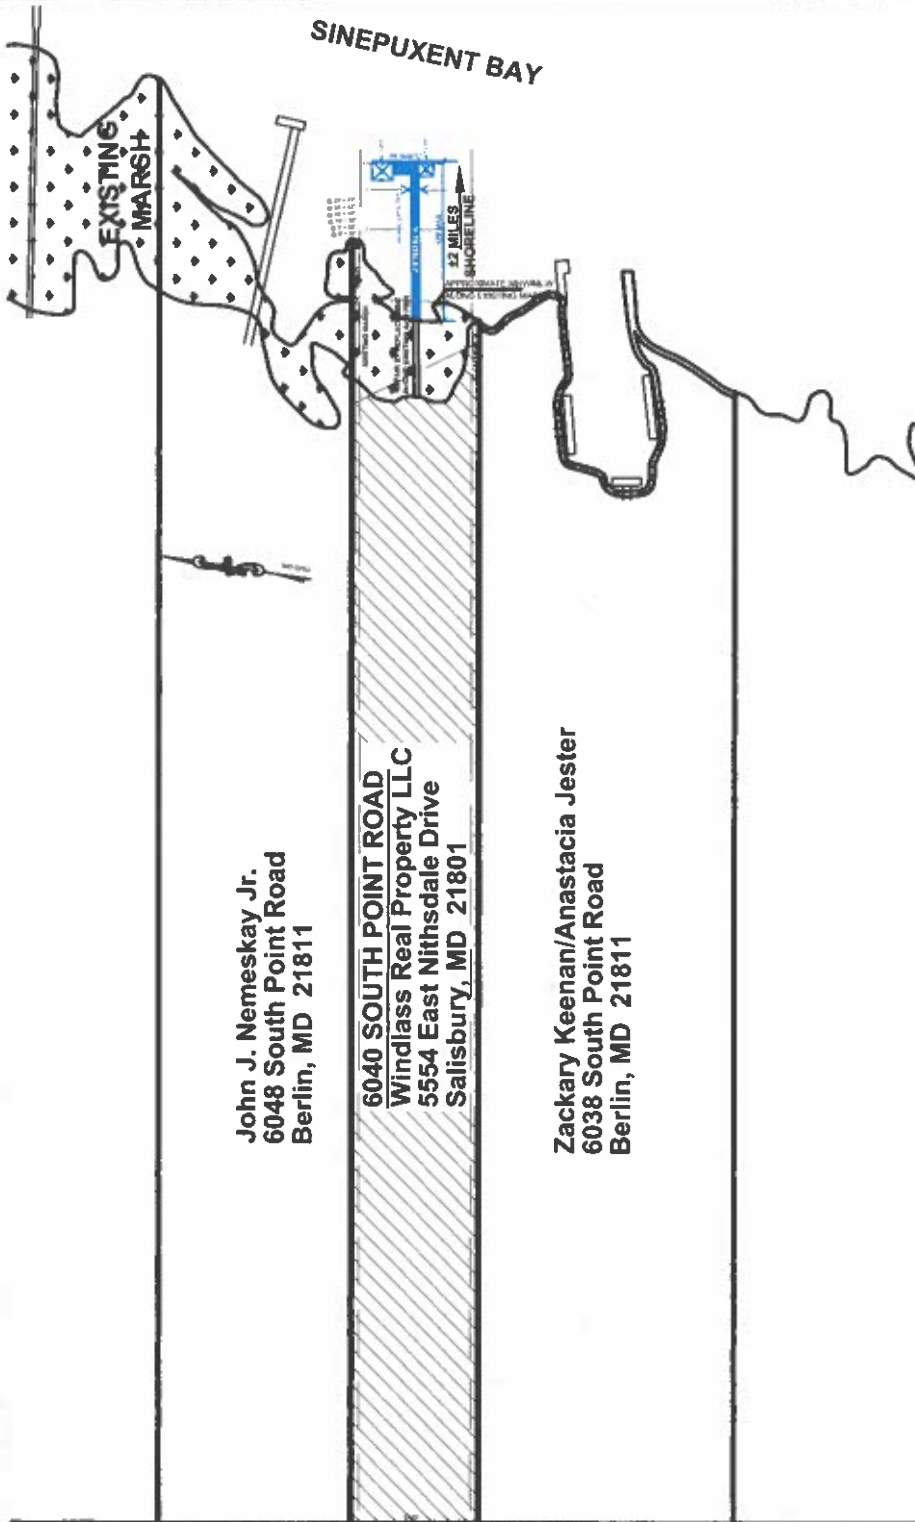 SINEPUXENT BAY
EXISTING
MARSH
±2 MILES
SHORELINE
John J. Nemeskay Jr.
6048 South Point Road
Berlin, MD 21811
6040 SOUTH POINT ROAD
Windlass Real Property LLC
5554 East Nithsdale Drive
Salisbury, MD 21801
Zackary Keenan/Anastacia Jester
6038 South Point Road
Berlin, MD 21811